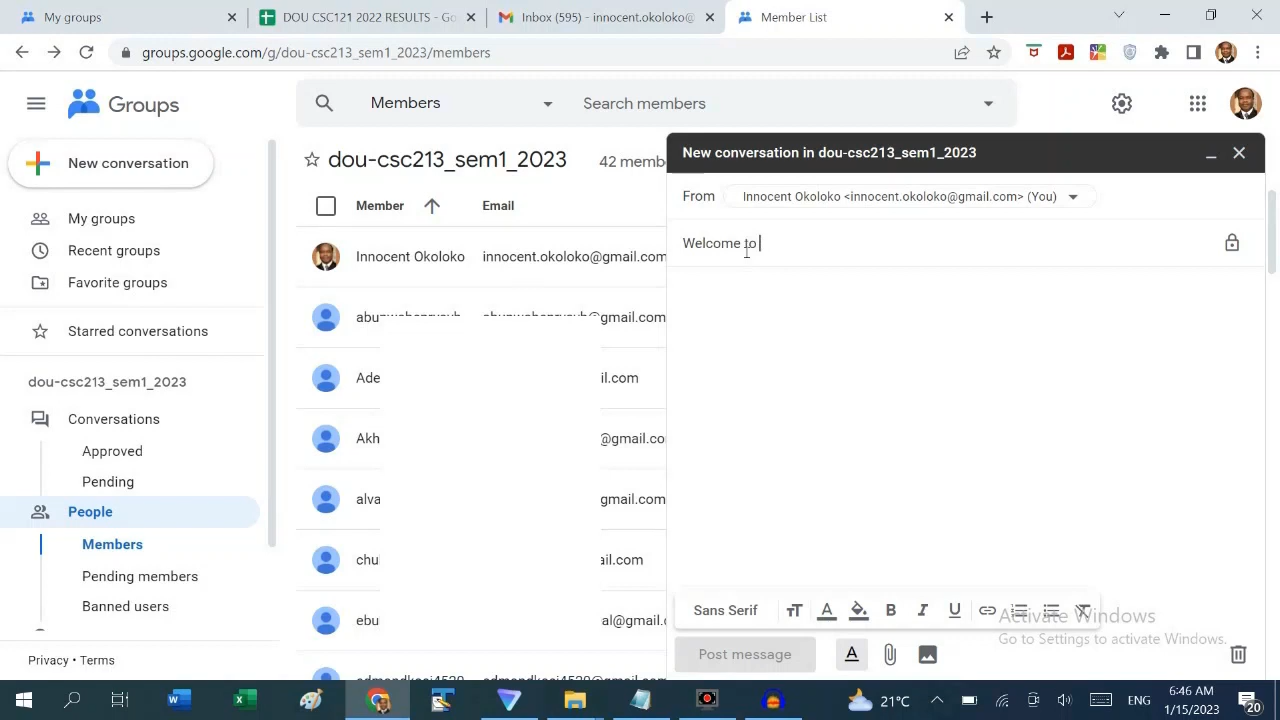 My groups
DOU CSC121 2022 RESULTS - Go
Inbox (595) - innocent.okoloko@
Member List
groups.google.com/g/dou-csc213_sem1_2023/members
Groups
Members
Search members
New conversation
dou-csc213_sem1_2023
42 memb
New conversation in dou-csc213_sem1_2023
From
Innocent Okoloko <innocent.okoloko@gmail.com> (You)
Welcome to
Member
Email
My groups
Recent groups
Favorite groups
Starred conversations
dou-csc213_sem1_2023
Conversations
Approved
Pending
People
Members
Pending members
Banned users
Privacy • Terms
Innocent Okoloko
innocent.okoloko@gmail.com
@gmail.com
Ade
il.com
Akh
@gmail.co
alva
gmail.com
chu
ail.com
ebu
al@gmail.c
Sans Serif
B
I
U
A
Post message
A
Activate Windows
Go to Settings to activate Windows.
21°C
ENG
6:46 AM
1/15/2023
20